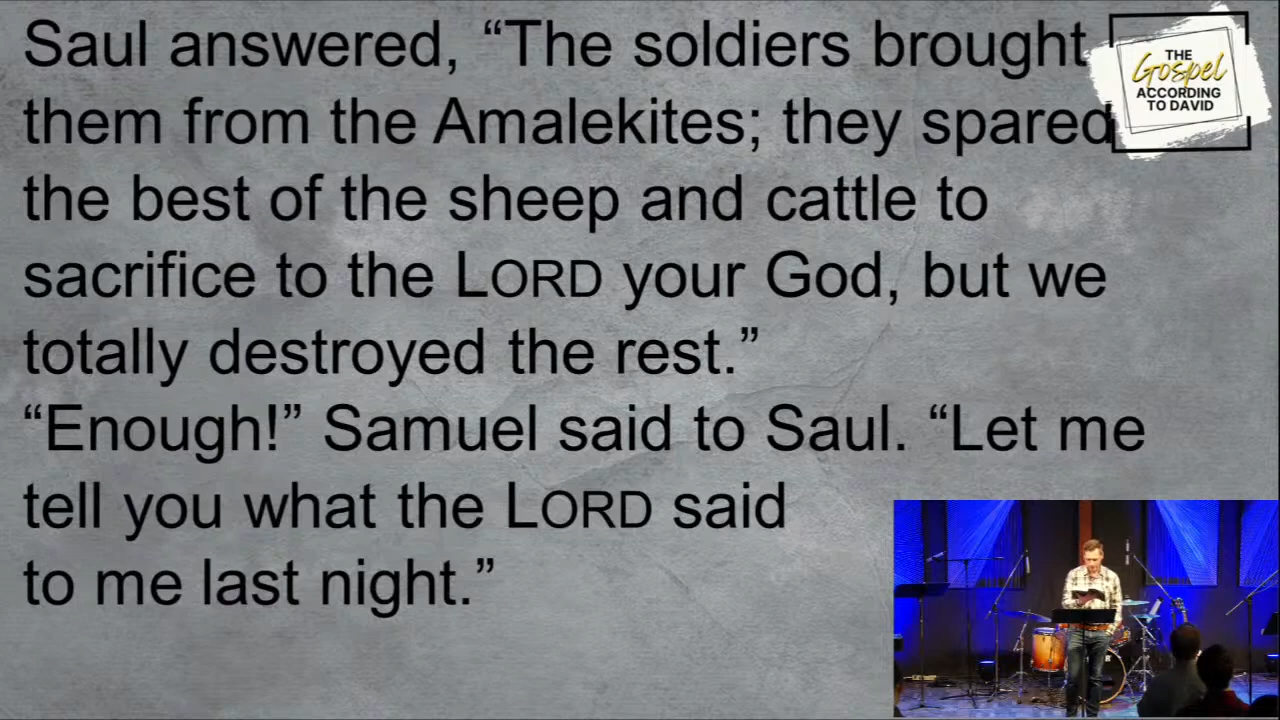 Saul answered, “The soldiers brought
them from the Amalekites; they spared
the best of the sheep and cattle to
sacrifice to the LORD your God, but we
totally destroyed the rest.”
“Enough!” Samuel said to Saul. “Let me
tell you what the LORD said
to me last night.”
THE
Gospel
ACCORDING
TO DAVID